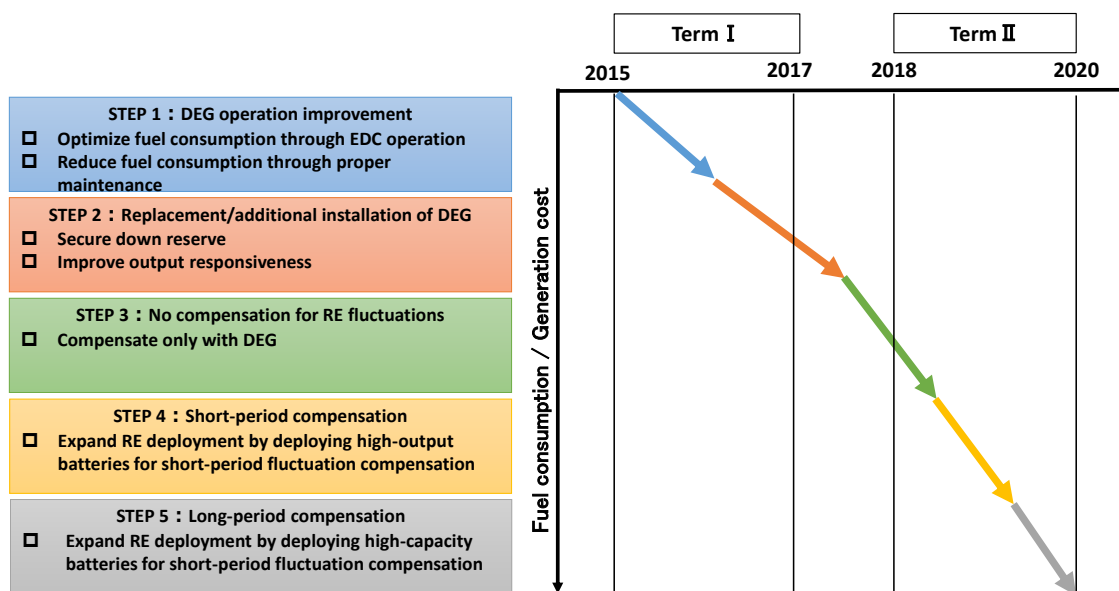 Term Ⅰ
Term Ⅱ
2015
2017
2018
2020
STEP 1：DEG operation improvement
Optimize fuel consumption through EDC operation
Reduce fuel consumption through proper
maintenance
STEP 2：Replacement/additional installation of DEG
Secure down reserve
Improve output responsiveness
STEP 3：No compensation for RE fluctuations
Compensate only with DEG
STEP 4：Short-period compensation
Expand RE deployment by deploying high-output
batteries for short-period fluctuation compensation
STEP 5：Long-period compensation
Expand RE deployment by deploying high-capacity
batteries for short-period fluctuation compensation
Fuel consumption / Generation cost